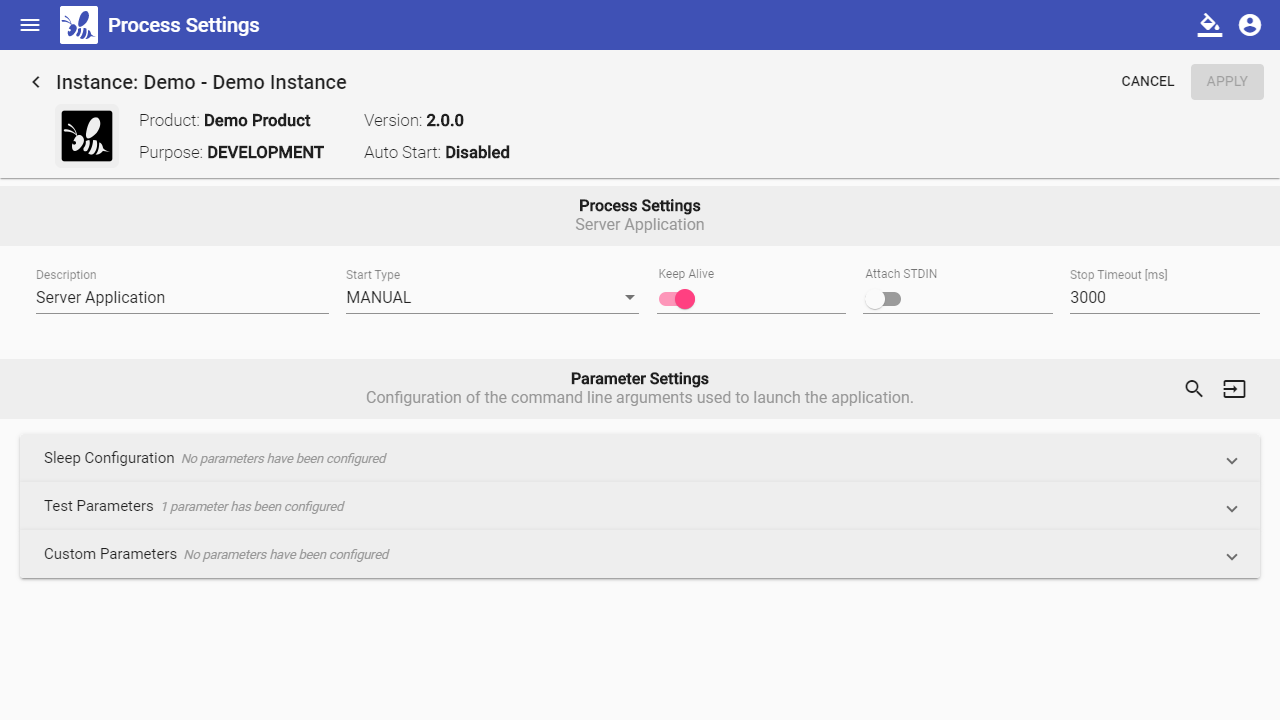 Process Settings
Instance: Demo - Demo Instance
CANCEL
APPLY
Product: Demo Product
Version: 2.0.0
Purpose: DEVELOPMENT
Auto Start: Disabled
Process Settings
Server Application
Description
Start Type
Keep Alive
Attach STDIN
Stop Timeout [ms]
Server Application
MANUAL
3000
Parameter Settings
Configuration of the command line arguments used to launch the application.
Sleep Configuration No parameters have been configured
Test Parameters 1 parameter has been configured
Custom Parameters No parameters have been configured